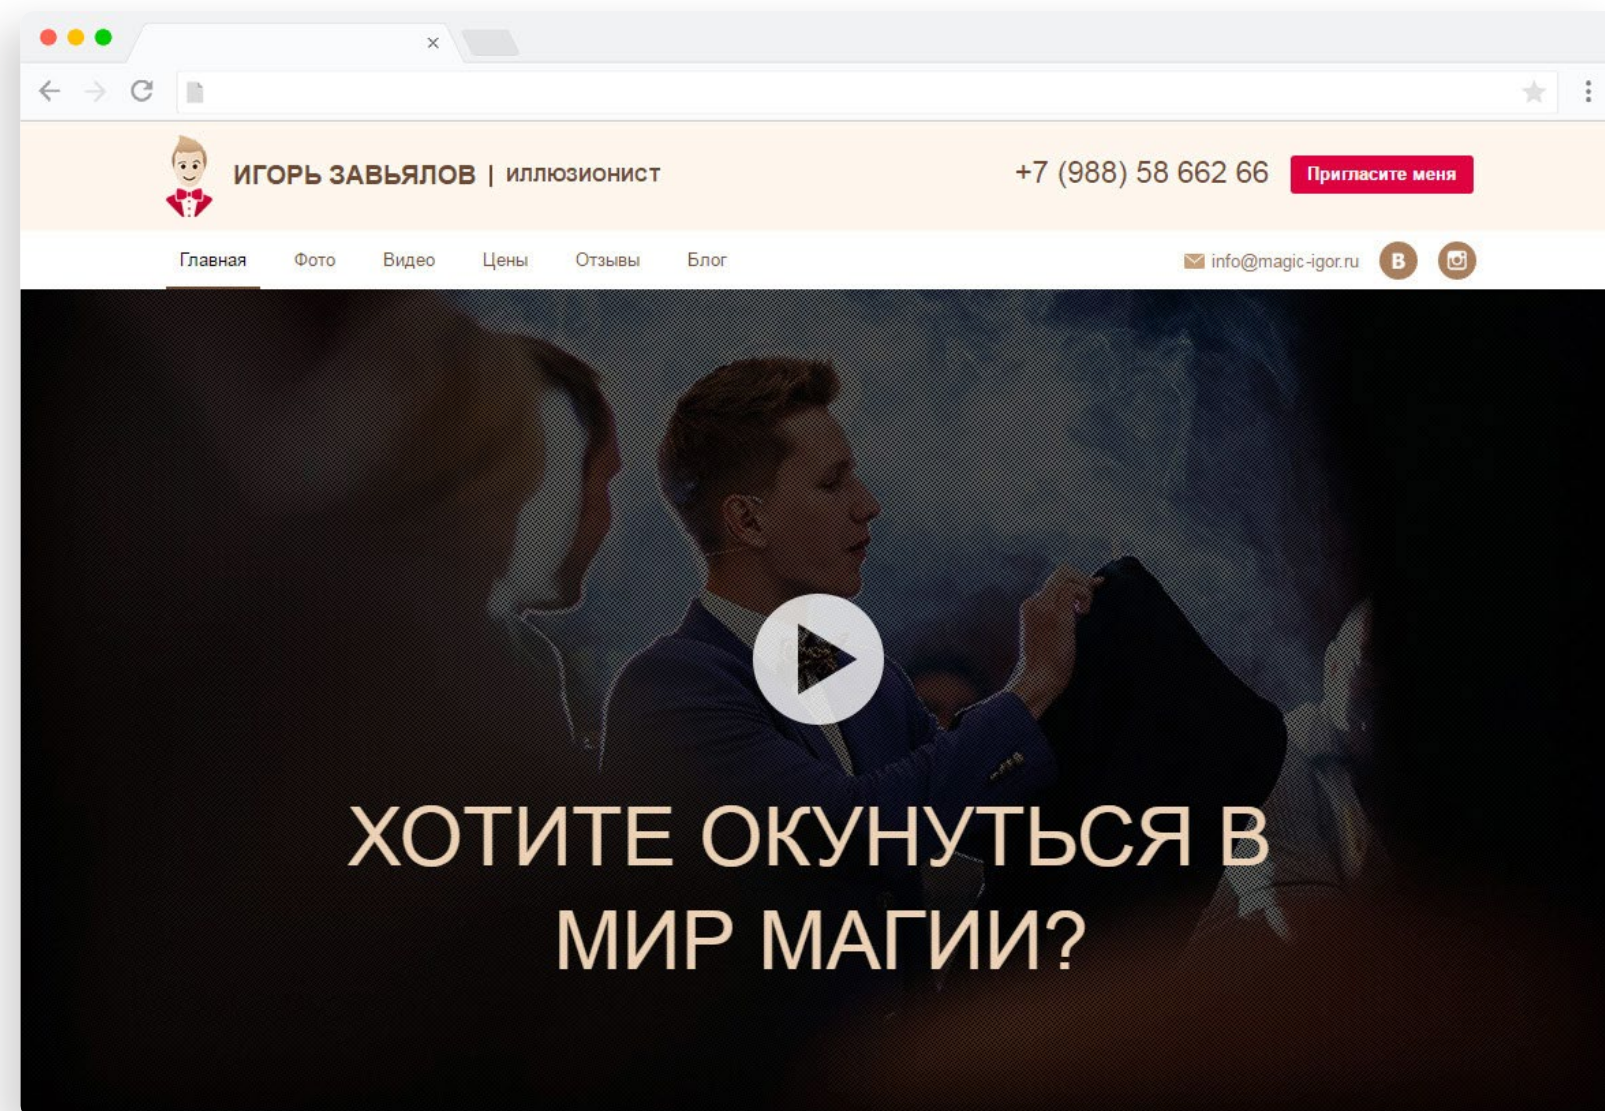 ИГОРЬ ЗАВЬЯЛОВ | ИЛЛЮЗИОНИСТ
+7 (988) 58 662 66
Пригласите меня
Главная Фото Видео Цены Отзывы Блог
info@magic-igor.ru
В
ХОТИТЕ ОКУНУТЬСЯ В
МИР МАГИИ?